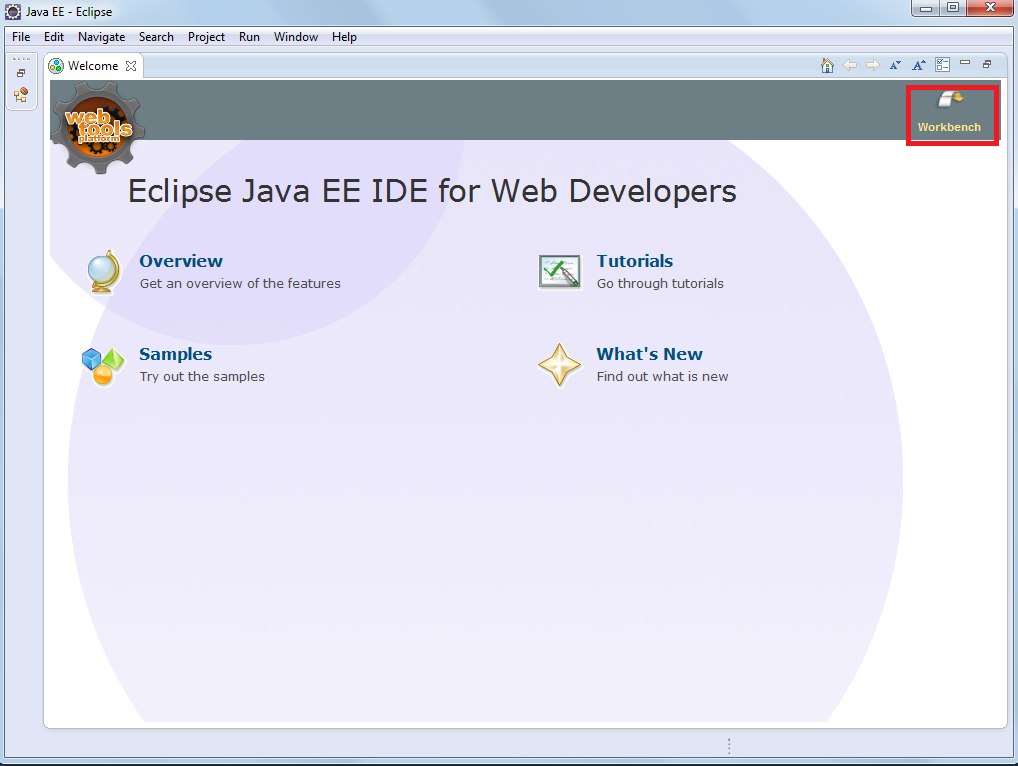 Java EE - Eclipse
File Edit Navigate Search Project Run Window Help
Welcome
A A
web
tools
platform
Workbench
Eclipse Java EE IDE for Web Developers
Overview
Get an overview of the features
Tutorials
Go through tutorials
Samples
Try out the samples
What's New
Find out what is new